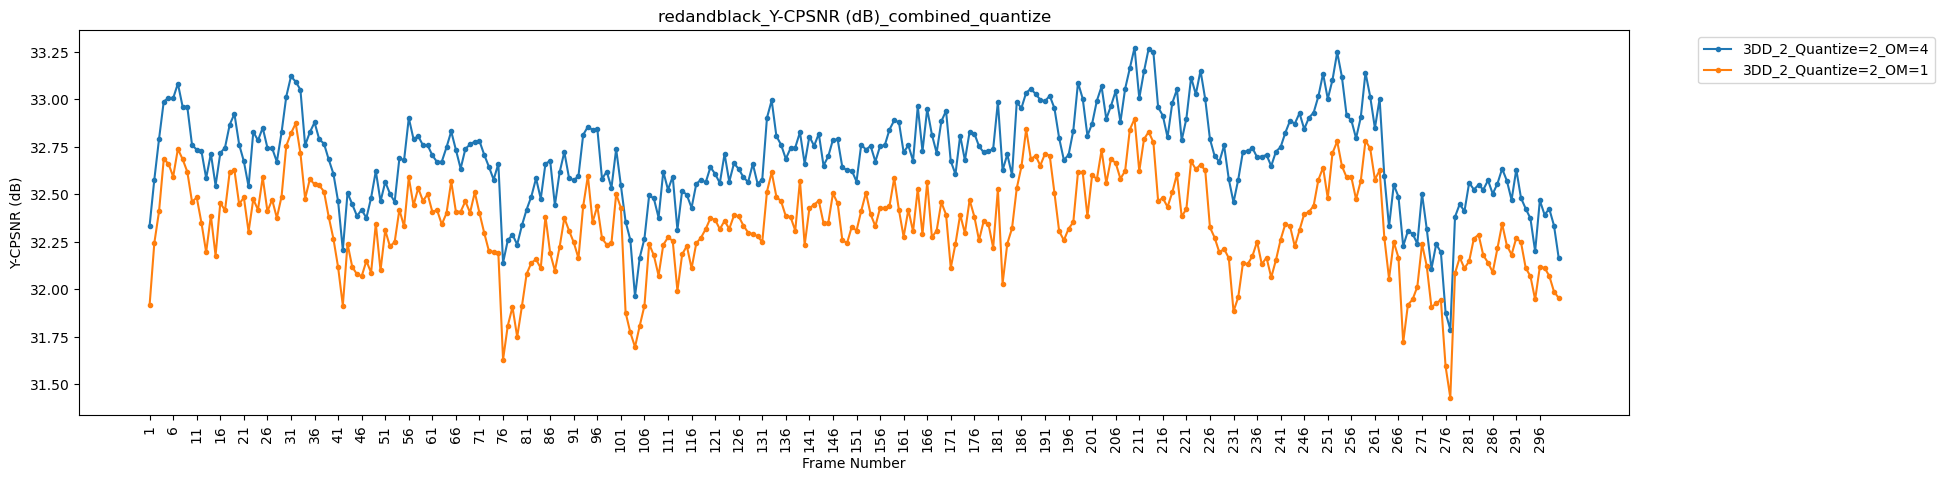 redandblack_Y-CPSNR (dB)_combined_quantize
33.25
33.00
32.75
32.50
32.25
32.00
31.75
31.50
Y-CPSNR (dB)
1 6 11 16 21 26 31 36 41 46 51 56 61 66 71 76 81 86 91 96 101 106 111 116 121 126 131 136 141 146 151 156 161 166 171 176 181 186 191 196 201 206 211 216 221 226 231 236 241 246 251 256 261 266 271 276 281 286 291 296
Frame Number
3DD_2_Quantize=2_OM=4
3DD_2_Quantize=2_OM=1